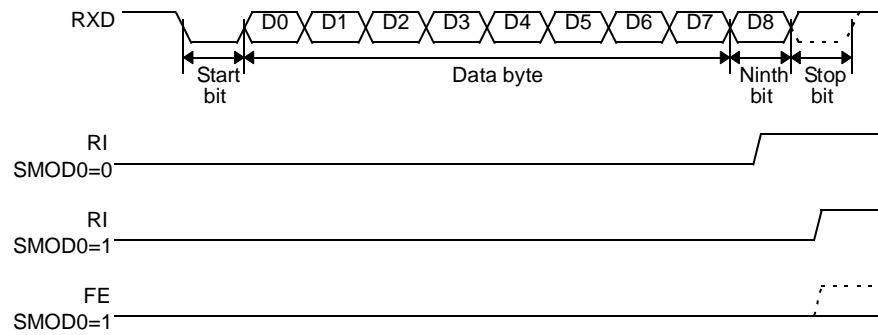 RXD D0 D1 D2 D3 D4 D5 D6 D7 D8
Start bit
Data byte
Ninth bit
Stop bit
RI
SMOD0=0
RI
SMOD0=1
FE
SMOD0=1